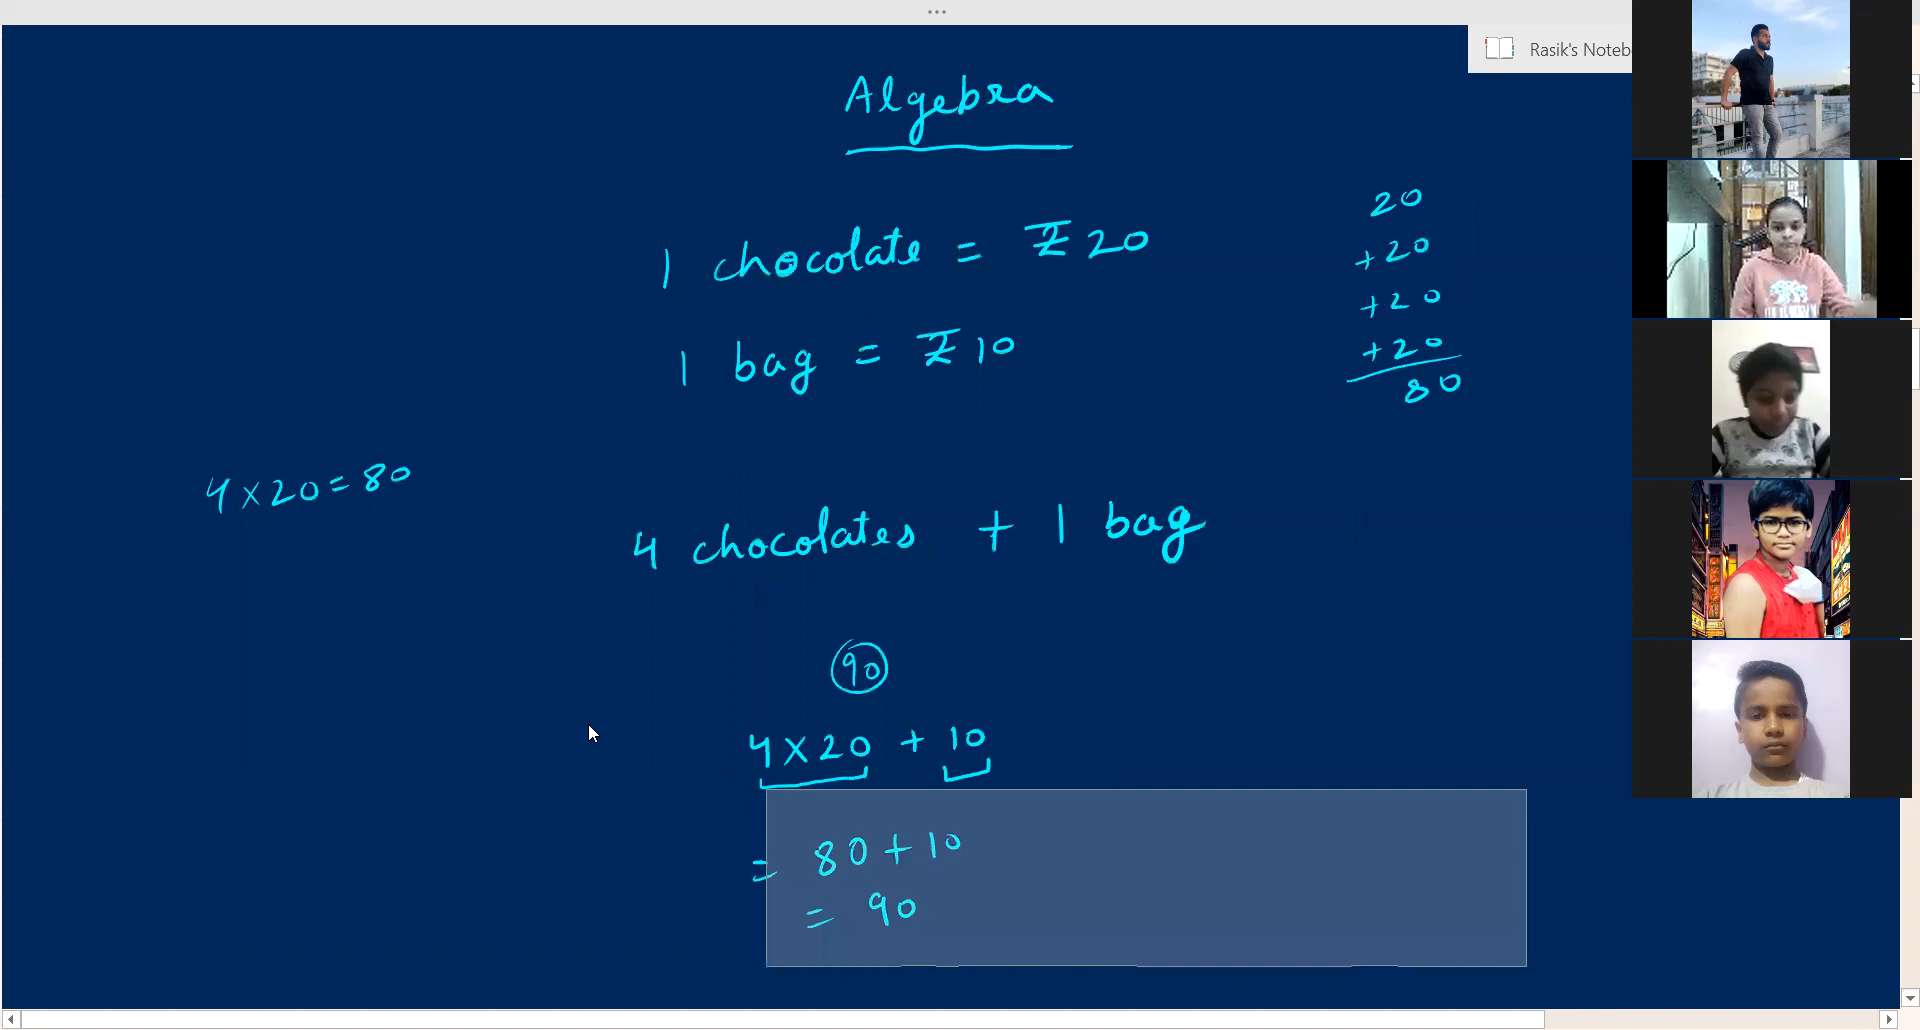 Rasik's Noteb
Algebra
1 chocolate = ₹20
1 bag = ₹10
20
+20
+20
+20
80
4×20=80
4 chocolates + 1 bag
90
4×20 + 10
= 80+10
= 90